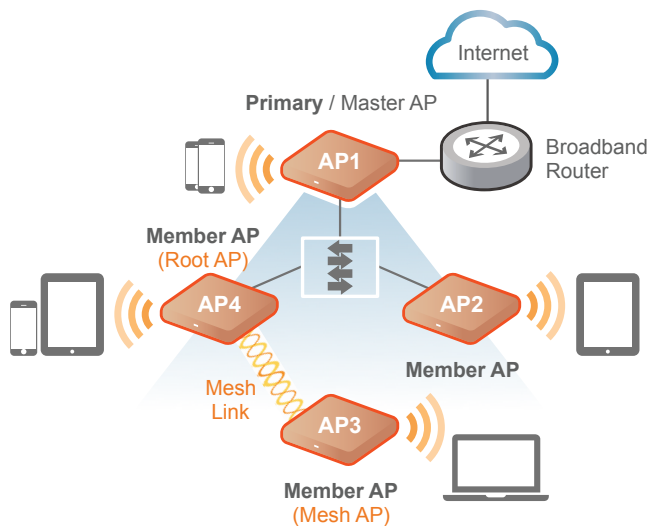 Internet
Primary / Master AP
AP1
Broadband
Router
Member AP
(Root AP)
AP4
AP2
Member AP
Mesh
Link
AP3
Member AP
(Mesh AP)